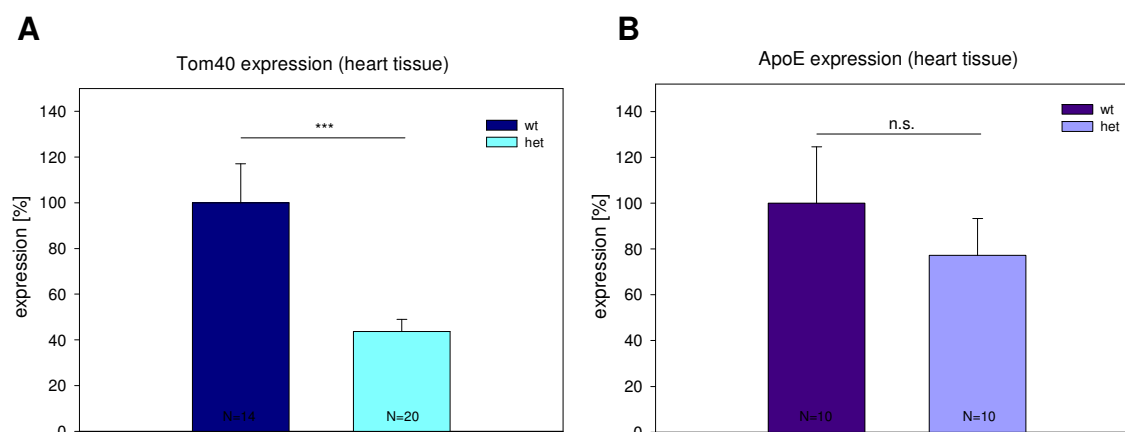 A
Tom40 expression (heart tissue)
expression [%]
140
120
100
80
60
40
20
0
***
wt
het
N=14
N=20
B
ApoE expression (heart tissue)
expression [%]
140
120
100
80
60
40
20
0
n.s.
wt
het
N=10
N=10